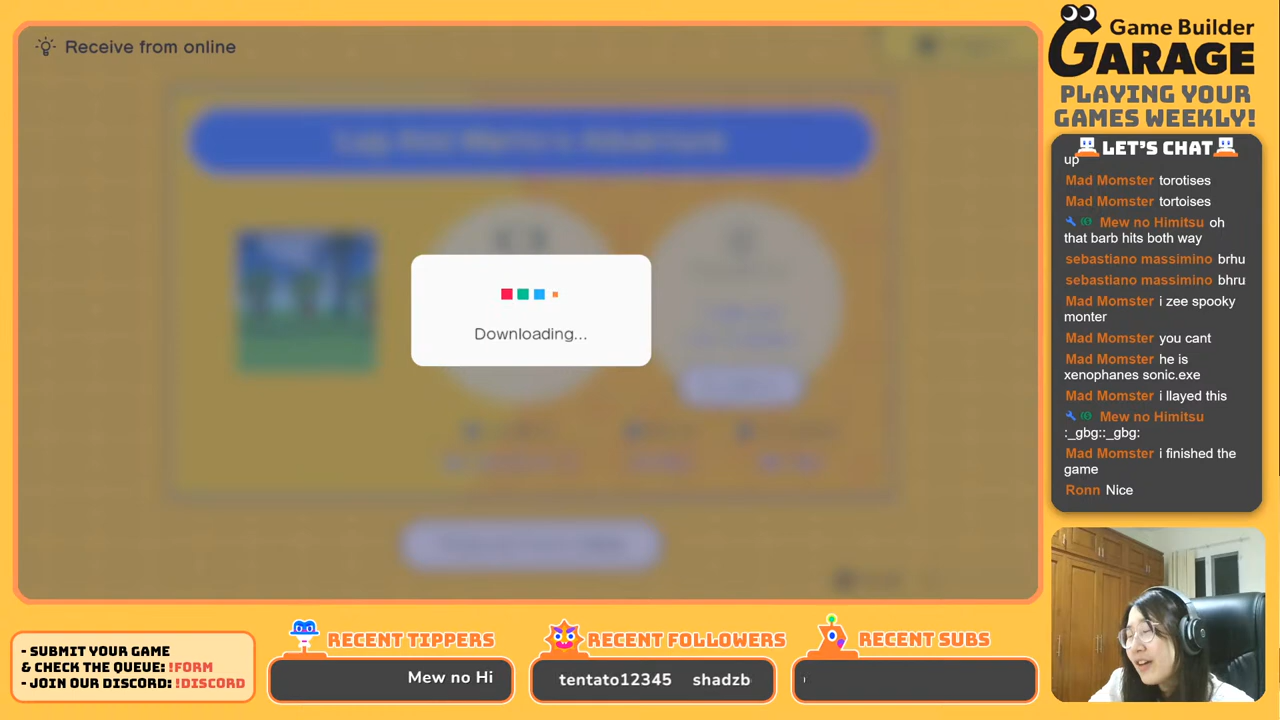 Receive from online
Downloading...
Game Builder
GARAGE
PLAYING YOUR
GAMES WEEKLY!
LET'S CHAT
up
Mad Momster torotises
Mad Momster tortoises
Mew no Himitsu oh
that barb hits both way
sebastiano massimino brhu
sebastiano massimino bhru
Mad Momster i zee spooky
monter
Mad Momster you cant
Mad Momster he is
xenophanes sonic.exe
Mad Momster i llayed this
Mew no Himitsu
:_gbg::_gbg:
Mad Momster i finished the
game
Ronn Nice
- SUBMIT YOUR GAME
& CHECK THE QUEUE: !FORM
- JOIN OUR DISCORD: !DISCORD
RECENT TIPPERS
Mew no Hi
RECENT FOLLOWERS
tentato12345 shadzb
RECENT SUBS